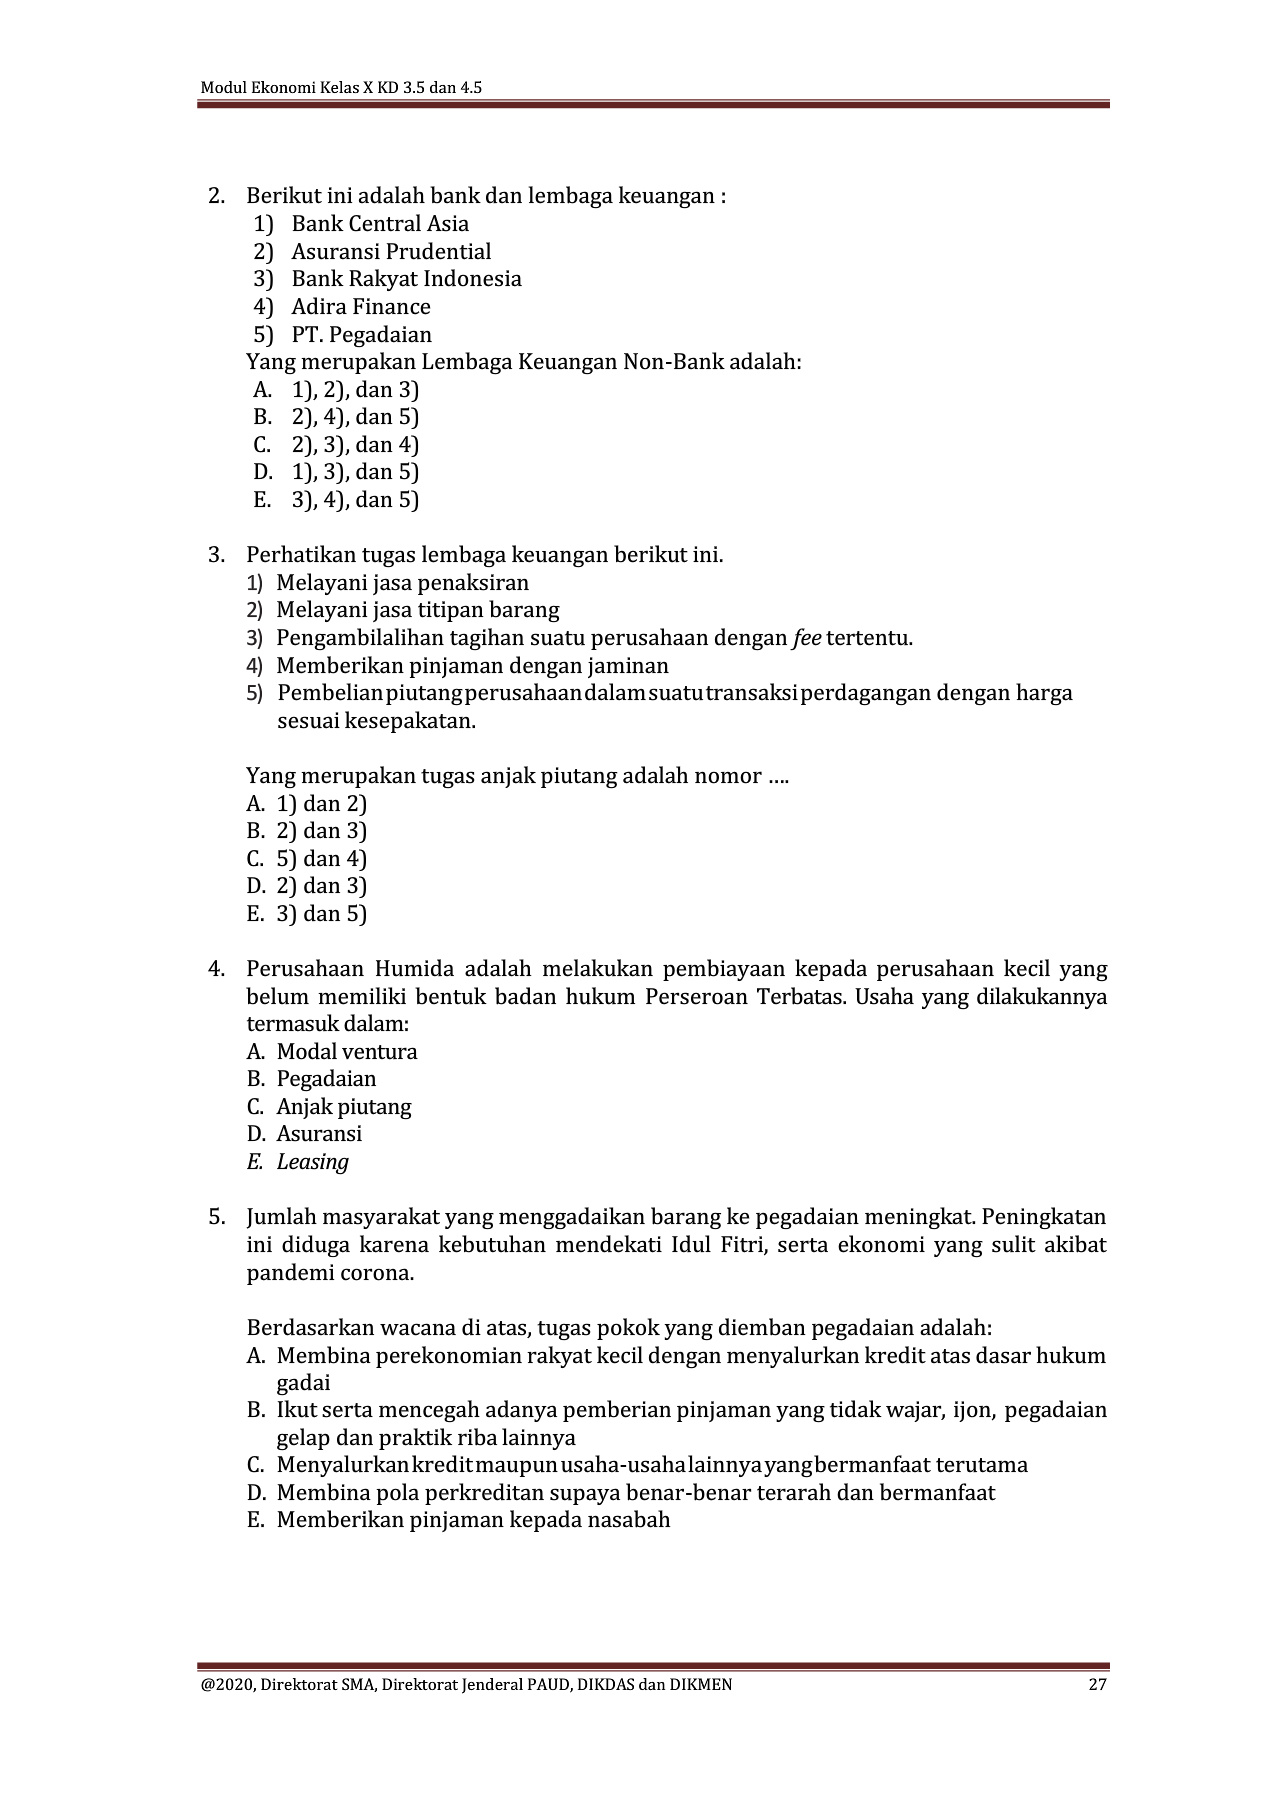 Modul Ekonomi Kelas X KD 3.5 dan 4.5
2. Berikut ini adalah bank dan lembaga keuangan :
1) Bank Central Asia
2) Asuransi Prudential
3) Bank Rakyat Indonesia
4) Adira Finance
5) PT. Pegadaian
Yang merupakan Lembaga Keuangan Non-Bank adalah:
A. 1), 2), dan 3)
B. 2), 4), dan 5)
C. 2), 3), dan 4)
D. 1), 3), dan 5)
E. 3), 4), dan 5)
3. Perhatikan tugas lembaga keuangan berikut ini.
1) Melayani jasa penaksiran
2) Melayani jasa titipan barang
3) Pengambilalihan tagihan suatu perusahaan dengan fee tertentu.
4) Memberikan pinjaman dengan jaminan
5) Pembelian piutang perusahaan dalam suatu transaksi perdagangan dengan harga
sesuai kesepakatan.
Yang merupakan tugas anjak piutang adalah nomor ....
A. 1) dan 2)
B. 2) dan 3)
C. 5) dan 4)
D. 2) dan 3)
E. 3) dan 5)
4. Perusahaan Humida adalah melakukan pembiayaan kepada perusahaan kecil yang
belum memiliki bentuk badan hukum Perseroan Terbatas. Usaha yang dilakukannya
termasuk dalam:
A. Modal ventura
B. Pegadaian
C. Anjak piutang
D. Asuransi
E. Leasing
5. Jumlah masyarakat yang menggadaikan barang ke pegadaian meningkat. Peningkatan
ini diduga karena kebutuhan mendekati Idul Fitri, serta ekonomi yang sulit akibat
pandemi corona.
Berdasarkan wacana di atas, tugas pokok yang diemban pegadaian adalah:
A. Membina perekonomian rakyat kecil dengan menyalurkan kredit atas dasar hukum
gadai
B. Ikut serta mencegah adanya pemberian pinjaman yang tidak wajar, ijon, pegadaian
gelap dan praktik riba lainnya
C. Menyalurkan kredit maupun usaha-usaha lainnya yang bermanfaat terutama
D. Membina pola perkreditan supaya benar-benar terarah dan bermanfaat
E. Memberikan pinjaman kepada nasabah
@2020, Direktorat SMA, Direktorat Jenderal PAUD, DIKDAS dan DIKMEN 27